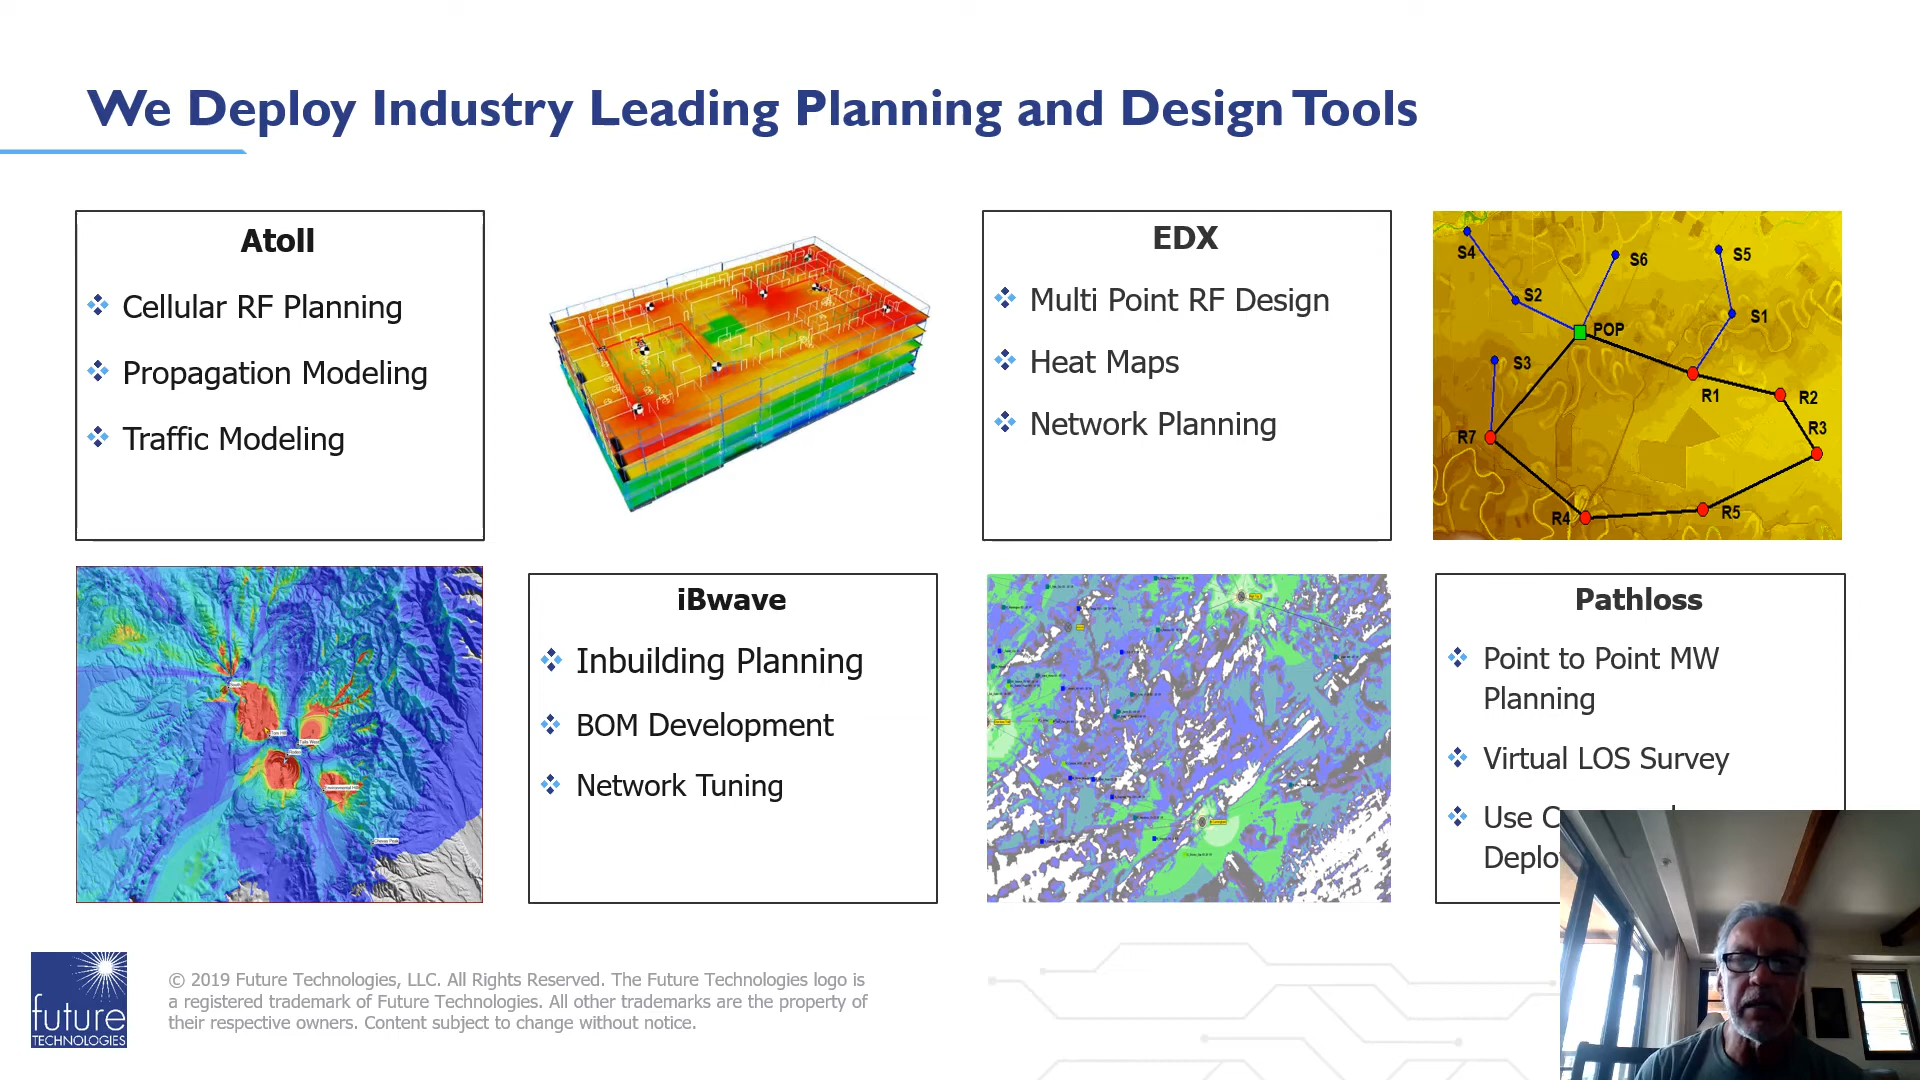 We Deploy Industry Leading Planning and Design Tools
Atoll
Cellular RF Planning
Propagation Modeling
Traffic Modeling
EDX
Multi Point RF Design
Heat Maps
Network Planning
S4
S6
S5
S2
S1
POP
S3
R1
R2
R3
R7
R4
R5
iBwave
Inbuilding Planning
BOM Development
Network Tuning
Pathloss
Point to Point MW
Planning
Virtual LOS Survey
Use
future
TECHNOLOGIES
© 2019 Future Technologies, LLC. All Rights Reserved. The Future Technologies logo is
a registered trademark of Future Technologies. All other trademarks are the property of
their respective owners. Content subject to change without notice.